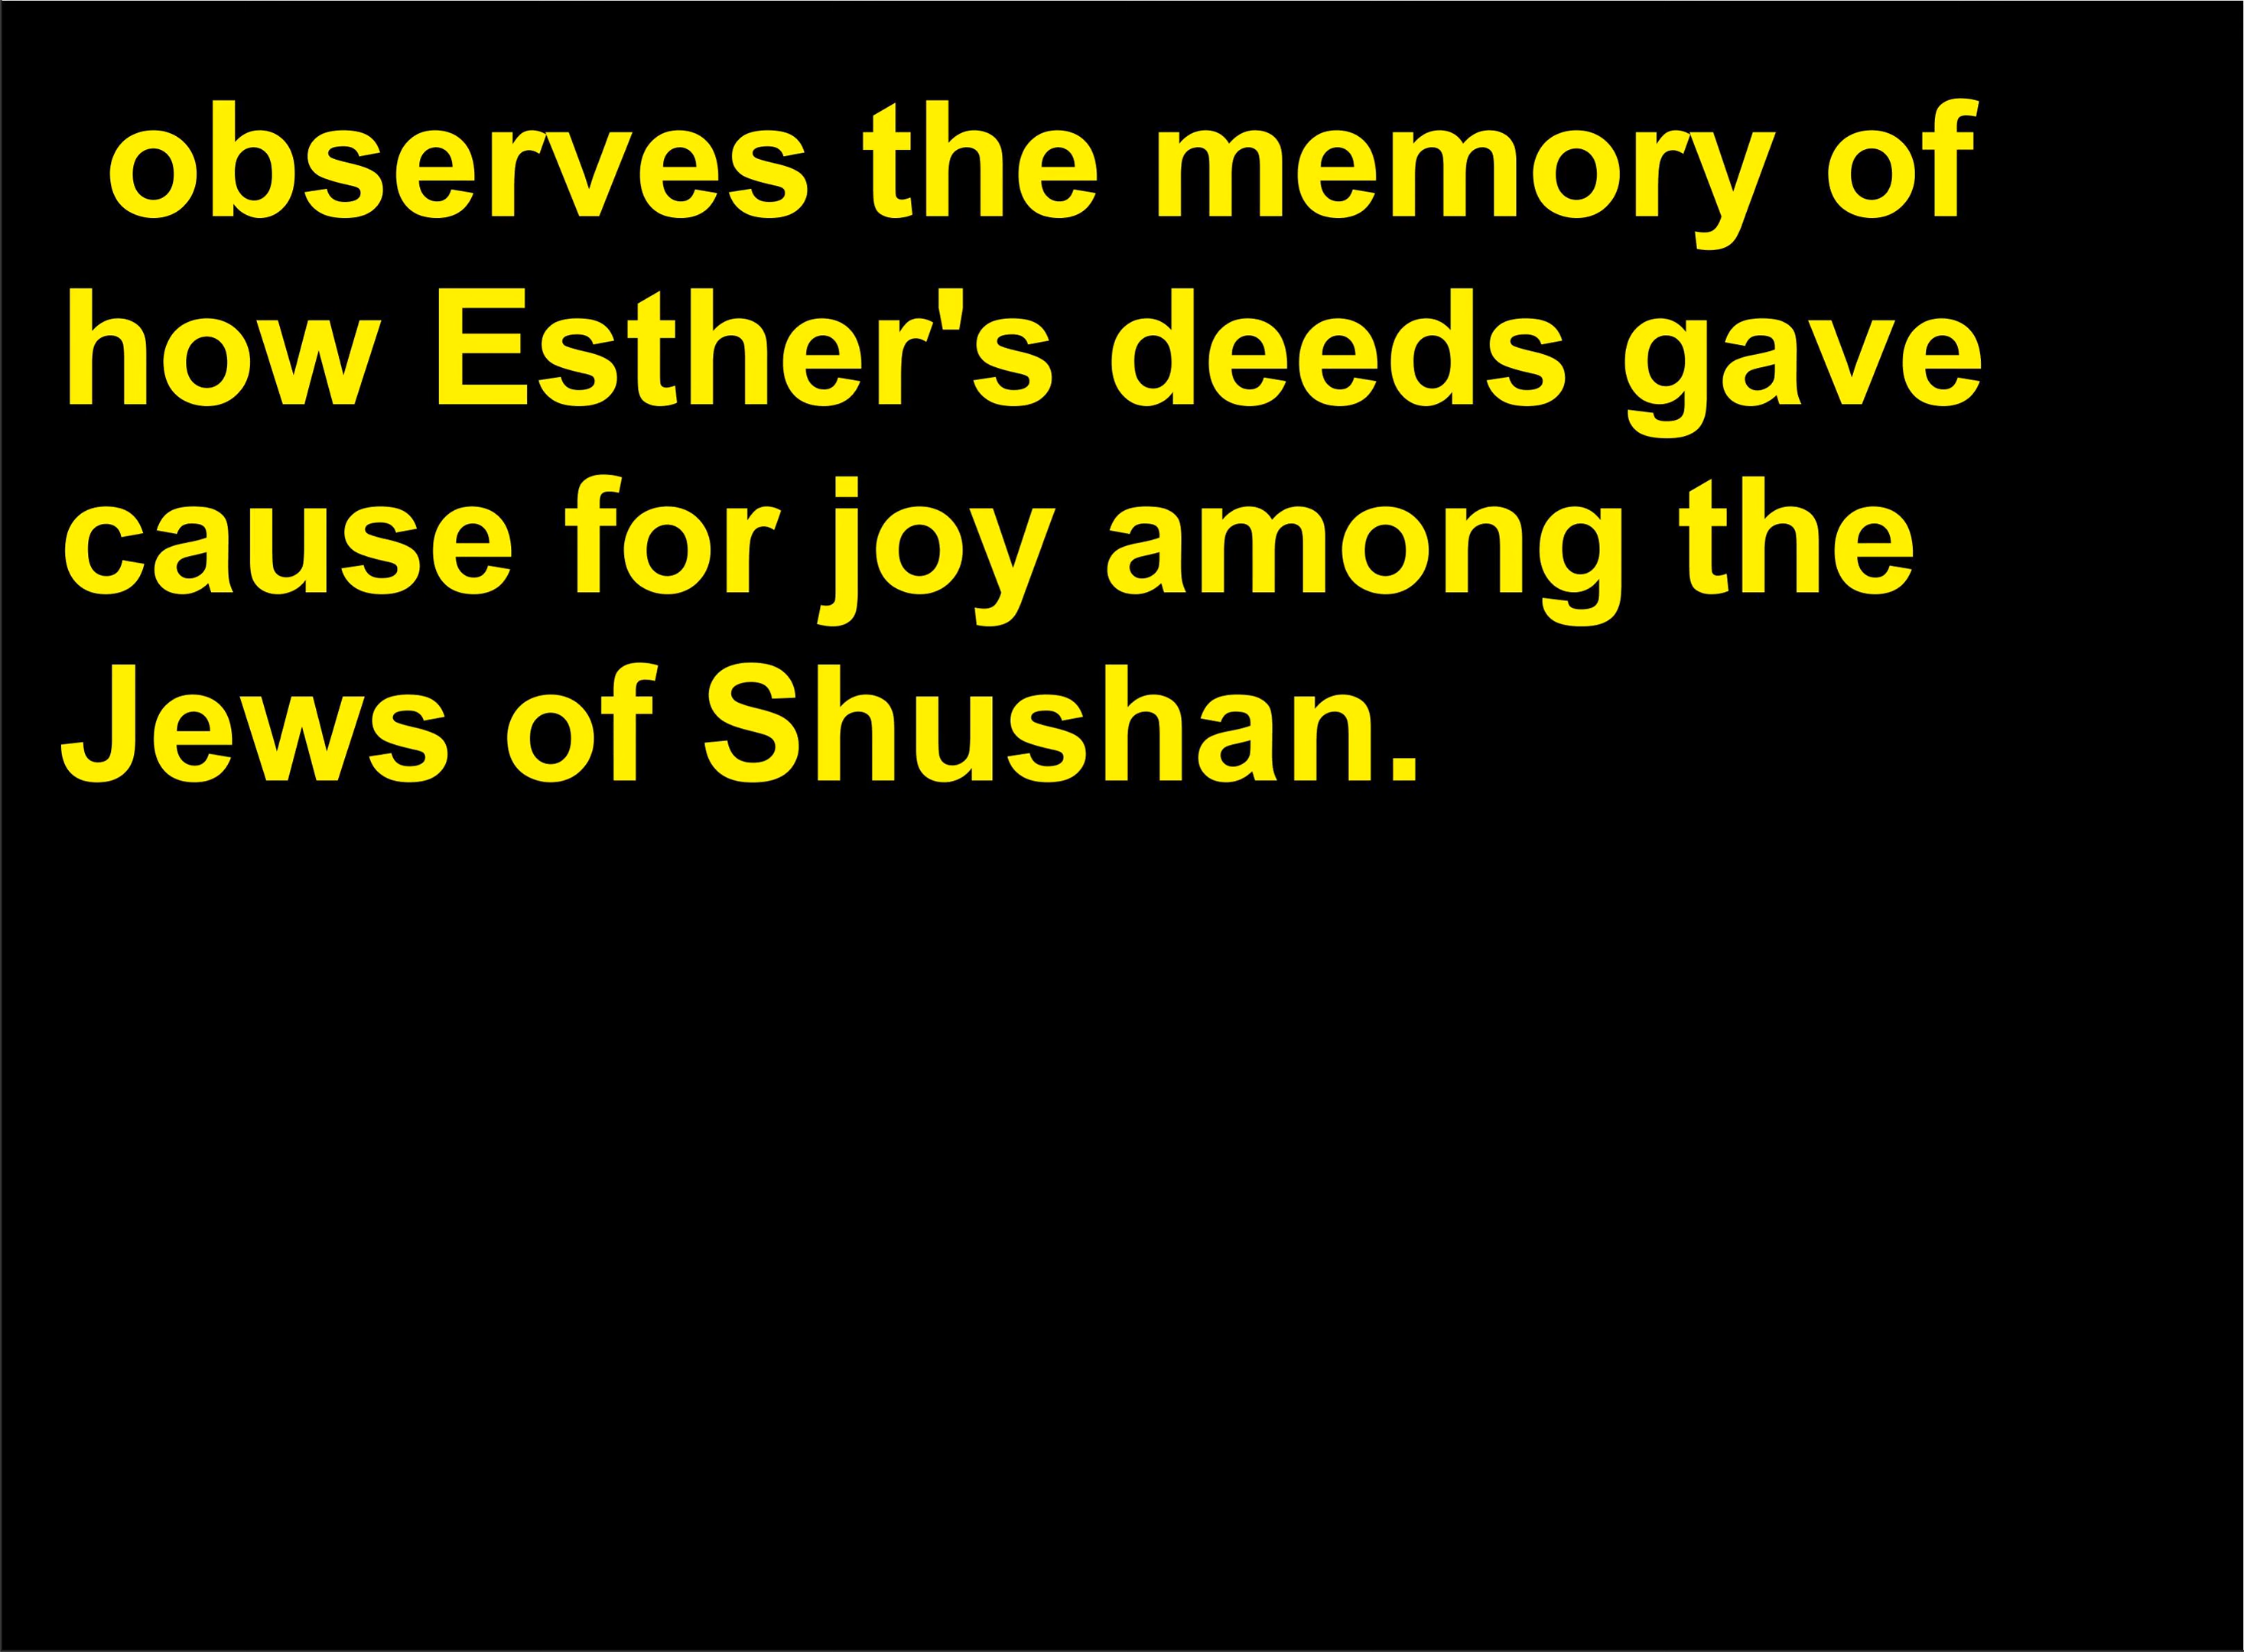 observes the memory of
how Esther's deeds gave
cause for joy among the
Jews of Shushan.